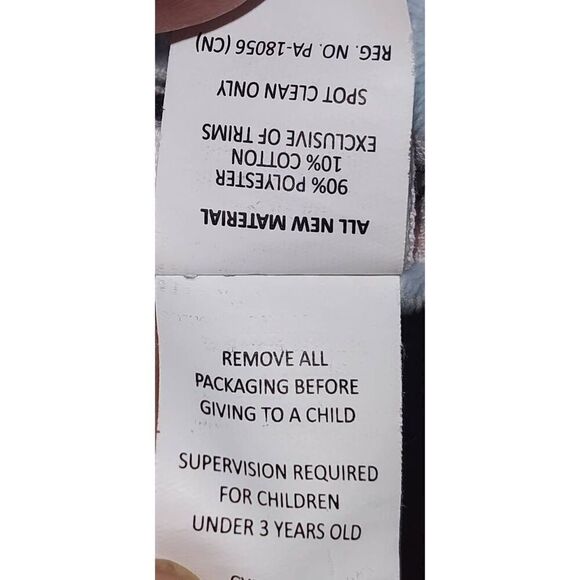 ALL NEW MATERIAL
90% POLYESTER
10% COTTON
EXCLUSIVE OF TRIMS
SPOT CLEAN ONLY
REG. NO. PA-18056 (CN)
REMOVE ALL
PACKAGING BEFORE
GIVING TO A CHILD
SUPERVISION REQUIRED
FOR CHILDREN
UNDER 3 YEARS OLD